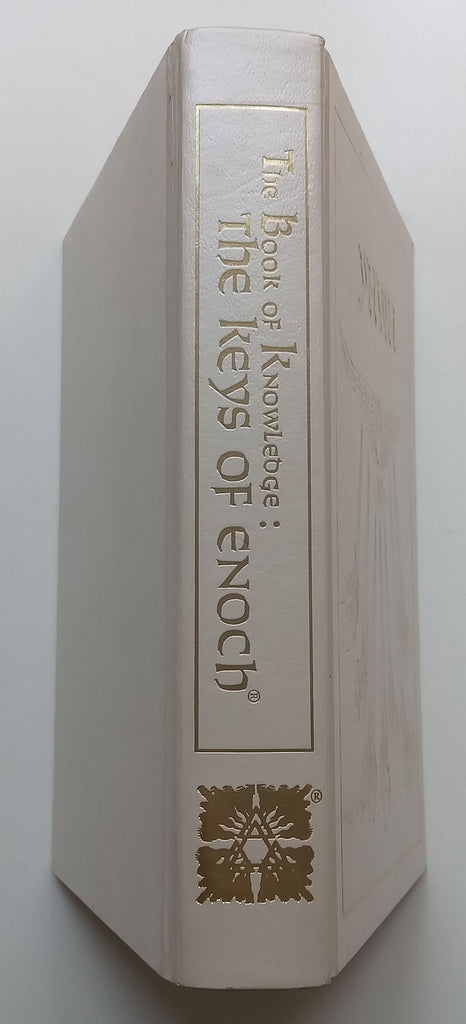 The Book of Knowledge:
The Keys of Enoch®
®